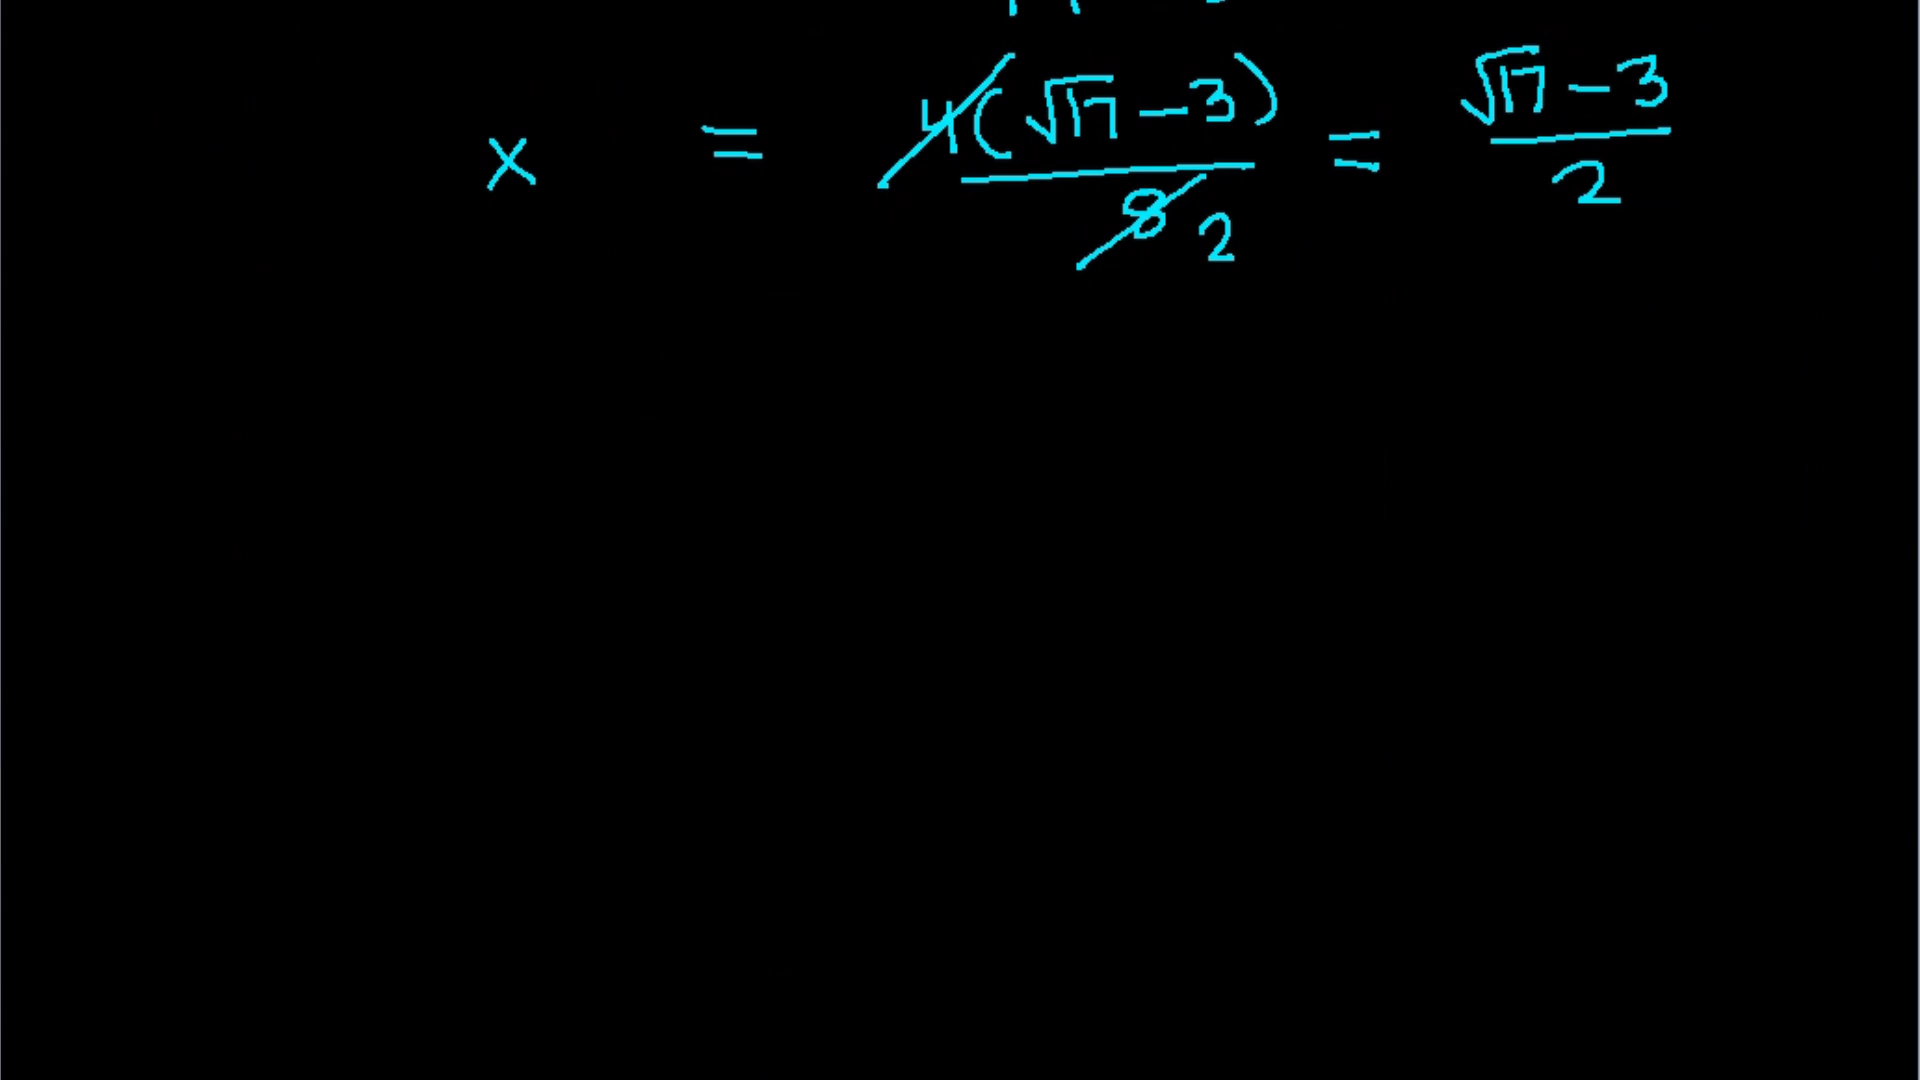 x = 4(√17 - 3) / 8 2 = √17 - 3 / 2